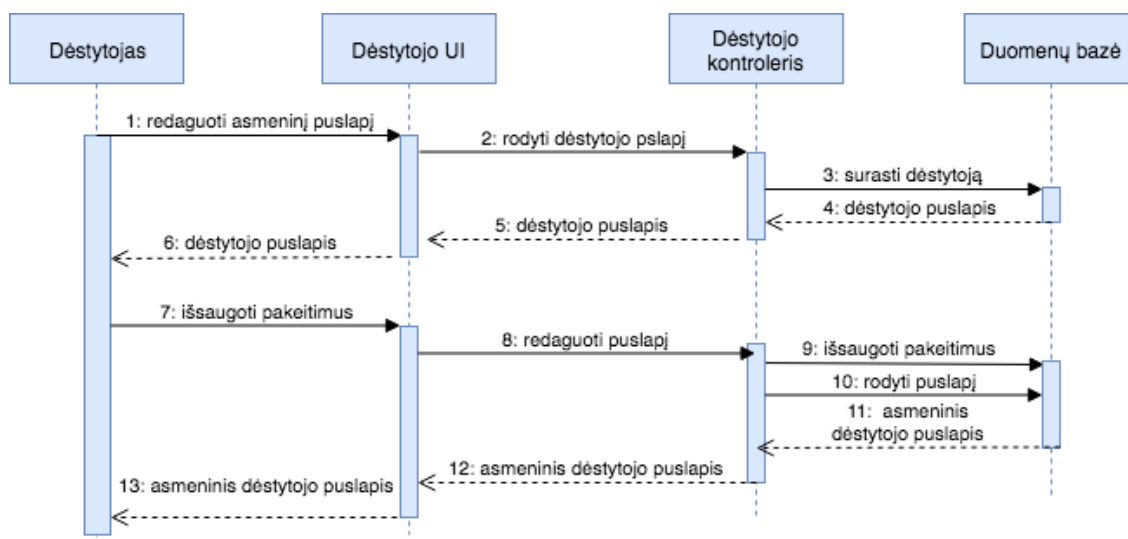 Dėstytojas
Dėstytojo UI
Dėstytojo
kontroleris
Duomenų bazė
1: redaguoti asmeninį puslapį
2: rodyti dėstytojo pslapį
3: surasti dėstytoją
4: dėstytojo puslapis
5: dėstytojo puslapis
6: dėstytojo puslapis
7: išsaugoti pakeitimus
8: redaguoti puslapį
9: išsaugoti pakeitimus
10: rodyti puslapį
11: asmeninis
dėstytojo puslapis
12: asmeninis dėstytojo puslapis
13: asmeninis dėstytojo puslapis